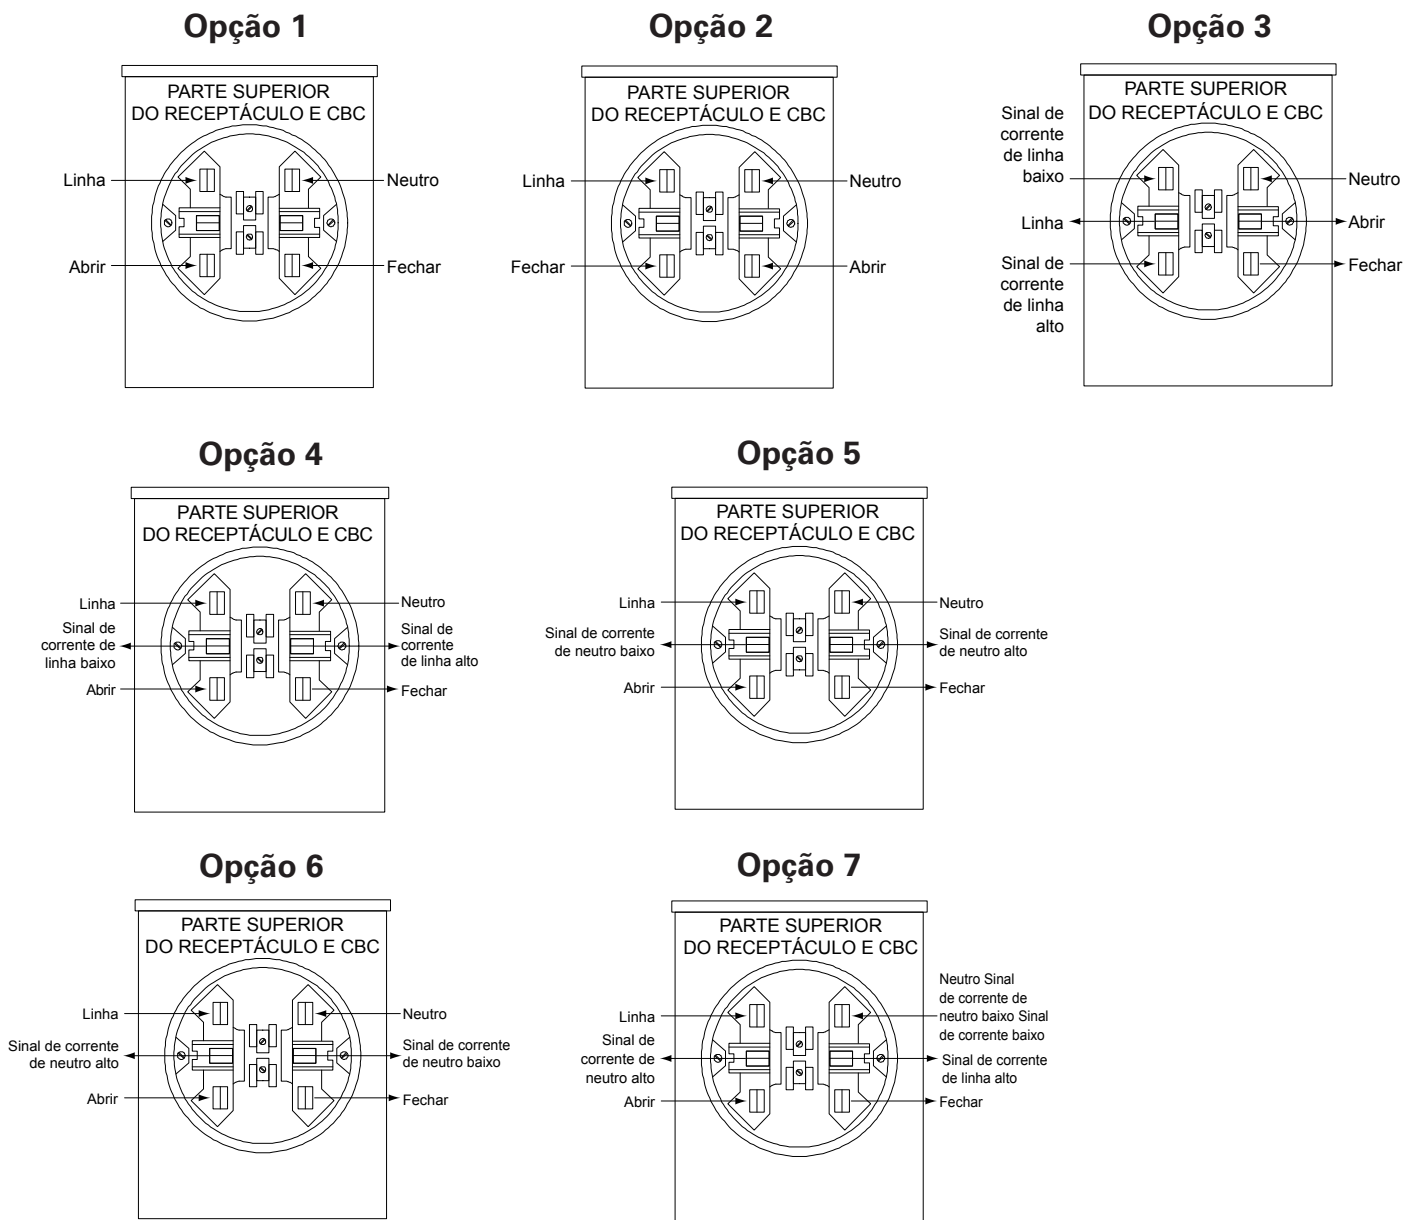 Opção 1
PARTE SUPERIOR
DO RECEPTÁCULO E CBC
Linha
Neutro
Abrir
Fechar
Opção 2
PARTE SUPERIOR
DO RECEPTÁCULO E CBC
Linha
Neutro
Fechar
Abrir
Opção 3
PARTE SUPERIOR
DO RECEPTÁCULO E CBC
Sinal de
corrente
de linha
baixo
Neutro
Linha
Abrir
Sinal de
corrente
de linha
alto
Fechar
Opção 4
PARTE SUPERIOR
DO RECEPTÁCULO E CBC
Linha
Neutro
Sinal de
corrente de
linha baixo
Sinal de
corrente
de linha alto
Abrir
Fechar
Opção 5
PARTE SUPERIOR
DO RECEPTÁCULO E CBC
Linha
Neutro
Sinal de corrente
de neutro baixo
Sinal de corrente
de neutro alto
Abrir
Fechar
Opção 6
PARTE SUPERIOR
DO RECEPTÁCULO E CBC
Linha
Neutro
Sinal de corrente
de neutro alto
Sinal de corrente
de neutro baixo
Abrir
Fechar
Opção 7
PARTE SUPERIOR
DO RECEPTÁCULO E CBC
Linha
Neutro Sinal
de corrente de
neutro baixo Sinal
de corrente baixo
Sinal de
corrente de
neutro alto
Sinal de corrente
de linha alto
Abrir
Fechar